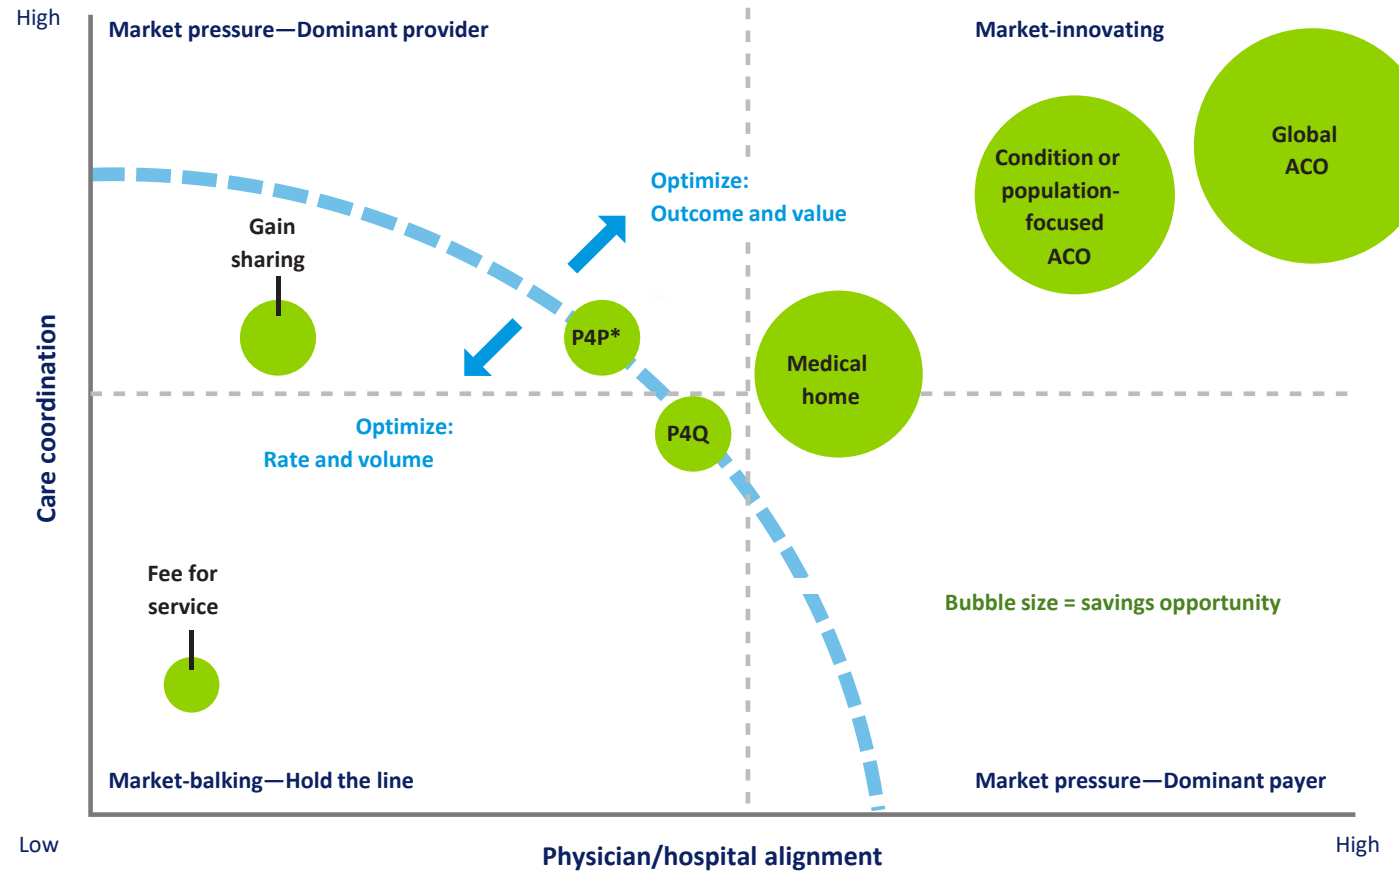 High
Market pressure—Dominant provider
Market-innovating
Global
ACO
Condition or
population-
focused
ACO
Optimize:
Outcome and value
Gain
sharing
P4P*
Medical
home
P4Q
Optimize:
Rate and volume
Care coordination
Fee for
service
Bubble size = savings opportunity
Market-balking—Hold the line
Market pressure—Dominant payer
Low
Physician/hospital alignment
High